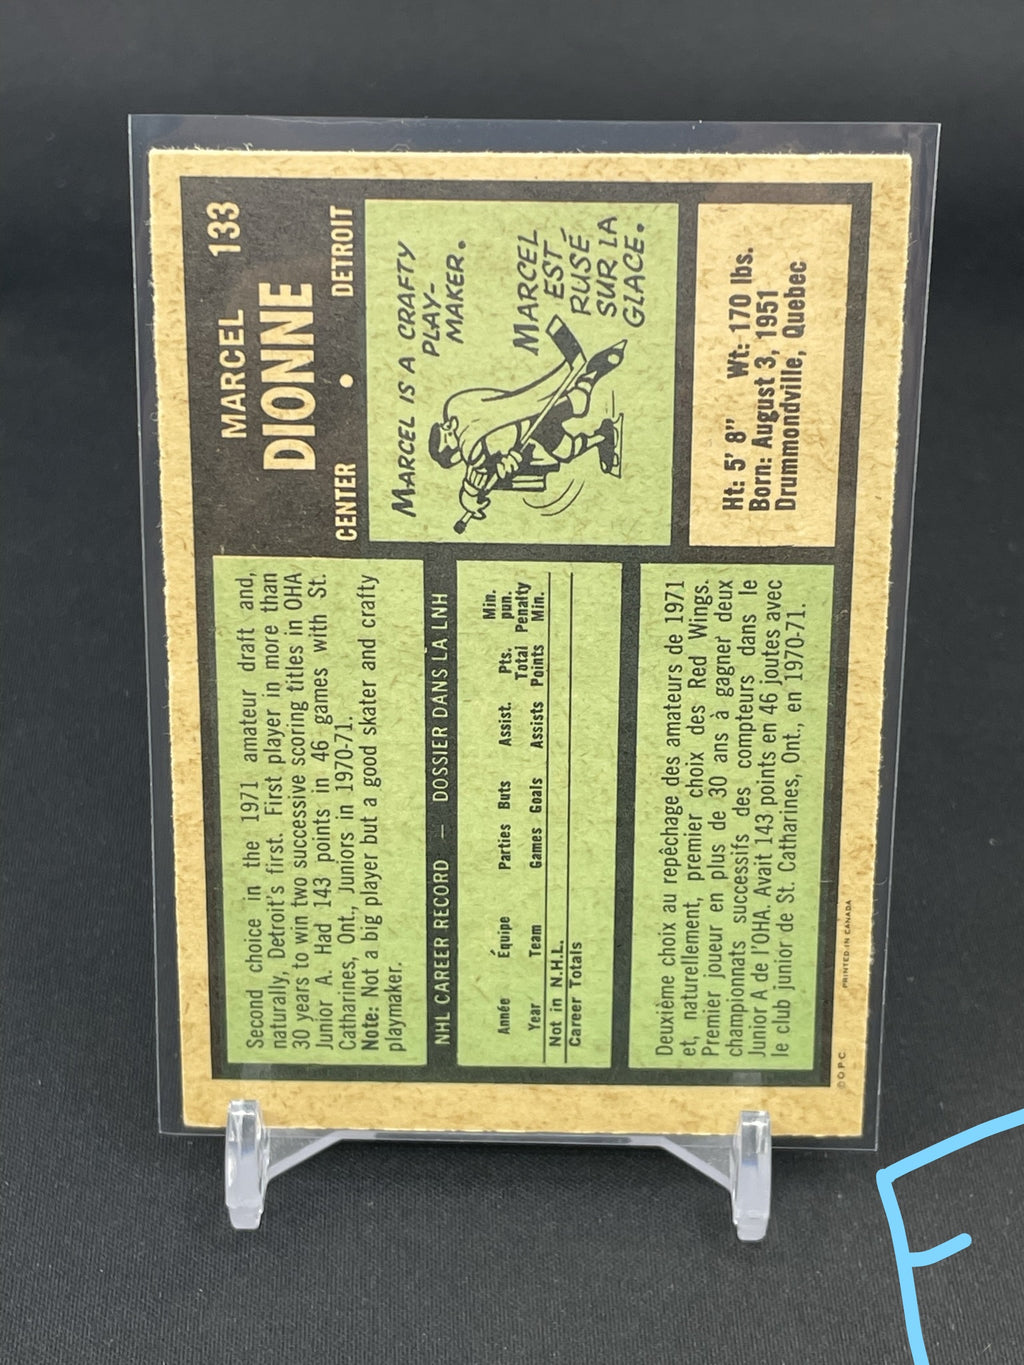 MARCEL 133
DIONNE
CENTER • DETROIT
Second choice in the 1971 amateur draft and,
naturally, Detroit's first. First player in more than
30 years to win two successive scoring titles in OHA
Junior A. Had 143 points in 46 games with St.
Catharines, Ont., Juniors in 1970-71.
Note: Not a big player but a good skater and crafty
playmaker.
MARCEL IS A CRAFTY
PLAY-
MAKER.
MARCEL
EST
RUSÉ
SUR LA
GLACE.
NHL CAREER RECORD — DOSSIER DANS LA LNH
Année Équipe Parties Buts Assist. Pts. Min. pun.
Year Team Games Goals Assists Total Points Penalty Min.
Not in N.H.L.
Career Totals
Deuxième choix au repêchage des amateurs de 1971
et, naturellement, premier choix des Red Wings.
Premier joueur en plus de 30 ans à gagner deux
championnats successifs des compteurs dans le
Junior A de l'OHA. Avait 143 points en 46 joutes avec
le club junior de St. Catharines, Ont., en 1970-71.
Ht: 5' 8" Wt: 170 lbs.
Born: August 3, 1951
Drummondville, Quebec
© O.P.C. PRINTED IN CANADA
F